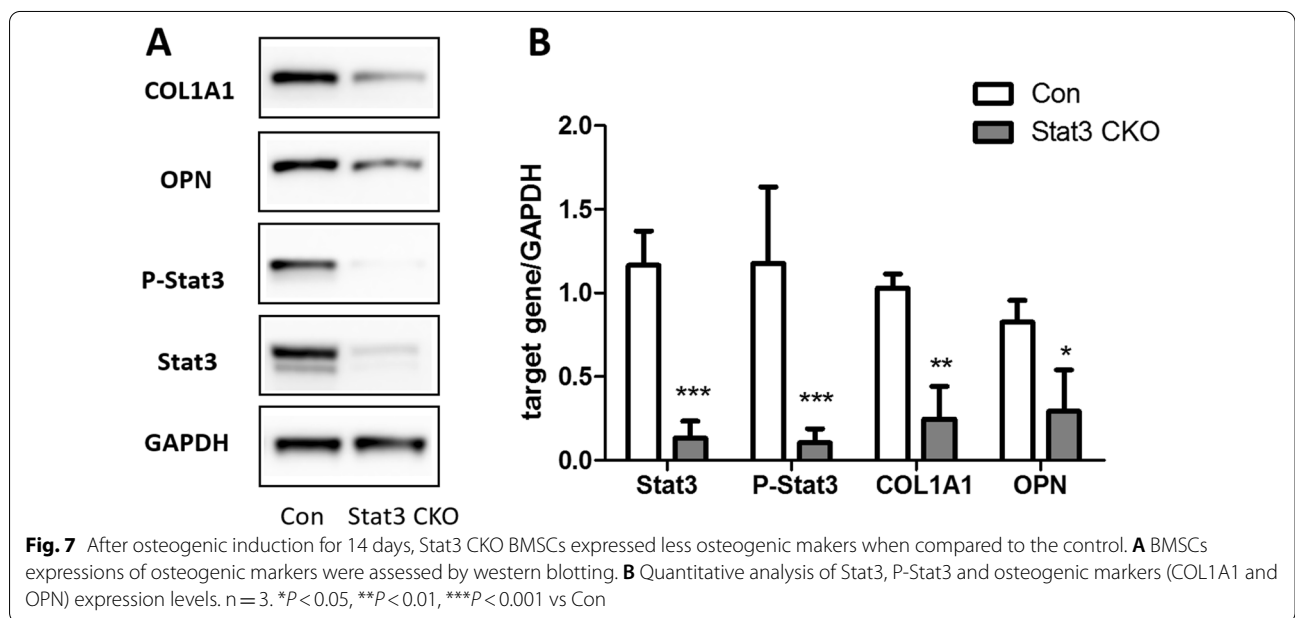 A
COL1A1
OPN
P-Stat3
Stat3
GAPDH
Con Stat3 CKO
B
Con
Stat3 CKO
target gene/GAPDH
2.0
1.5
1.0
0.5
0.0
*** *** ** *
Stat3 P-Stat3 COL1A1 OPN
Fig. 7 After osteogenic induction for 14 days, Stat3 CKO BMSCs expressed less osteogenic makers when compared to the control. A BMSCs
expressions of osteogenic markers were assessed by western blotting. B Quantitative analysis of Stat3, P-Stat3 and osteogenic markers (COL1A1 and
OPN) expression levels. n = 3. *P < 0.05, **P < 0.01, ***P < 0.001 vs Con